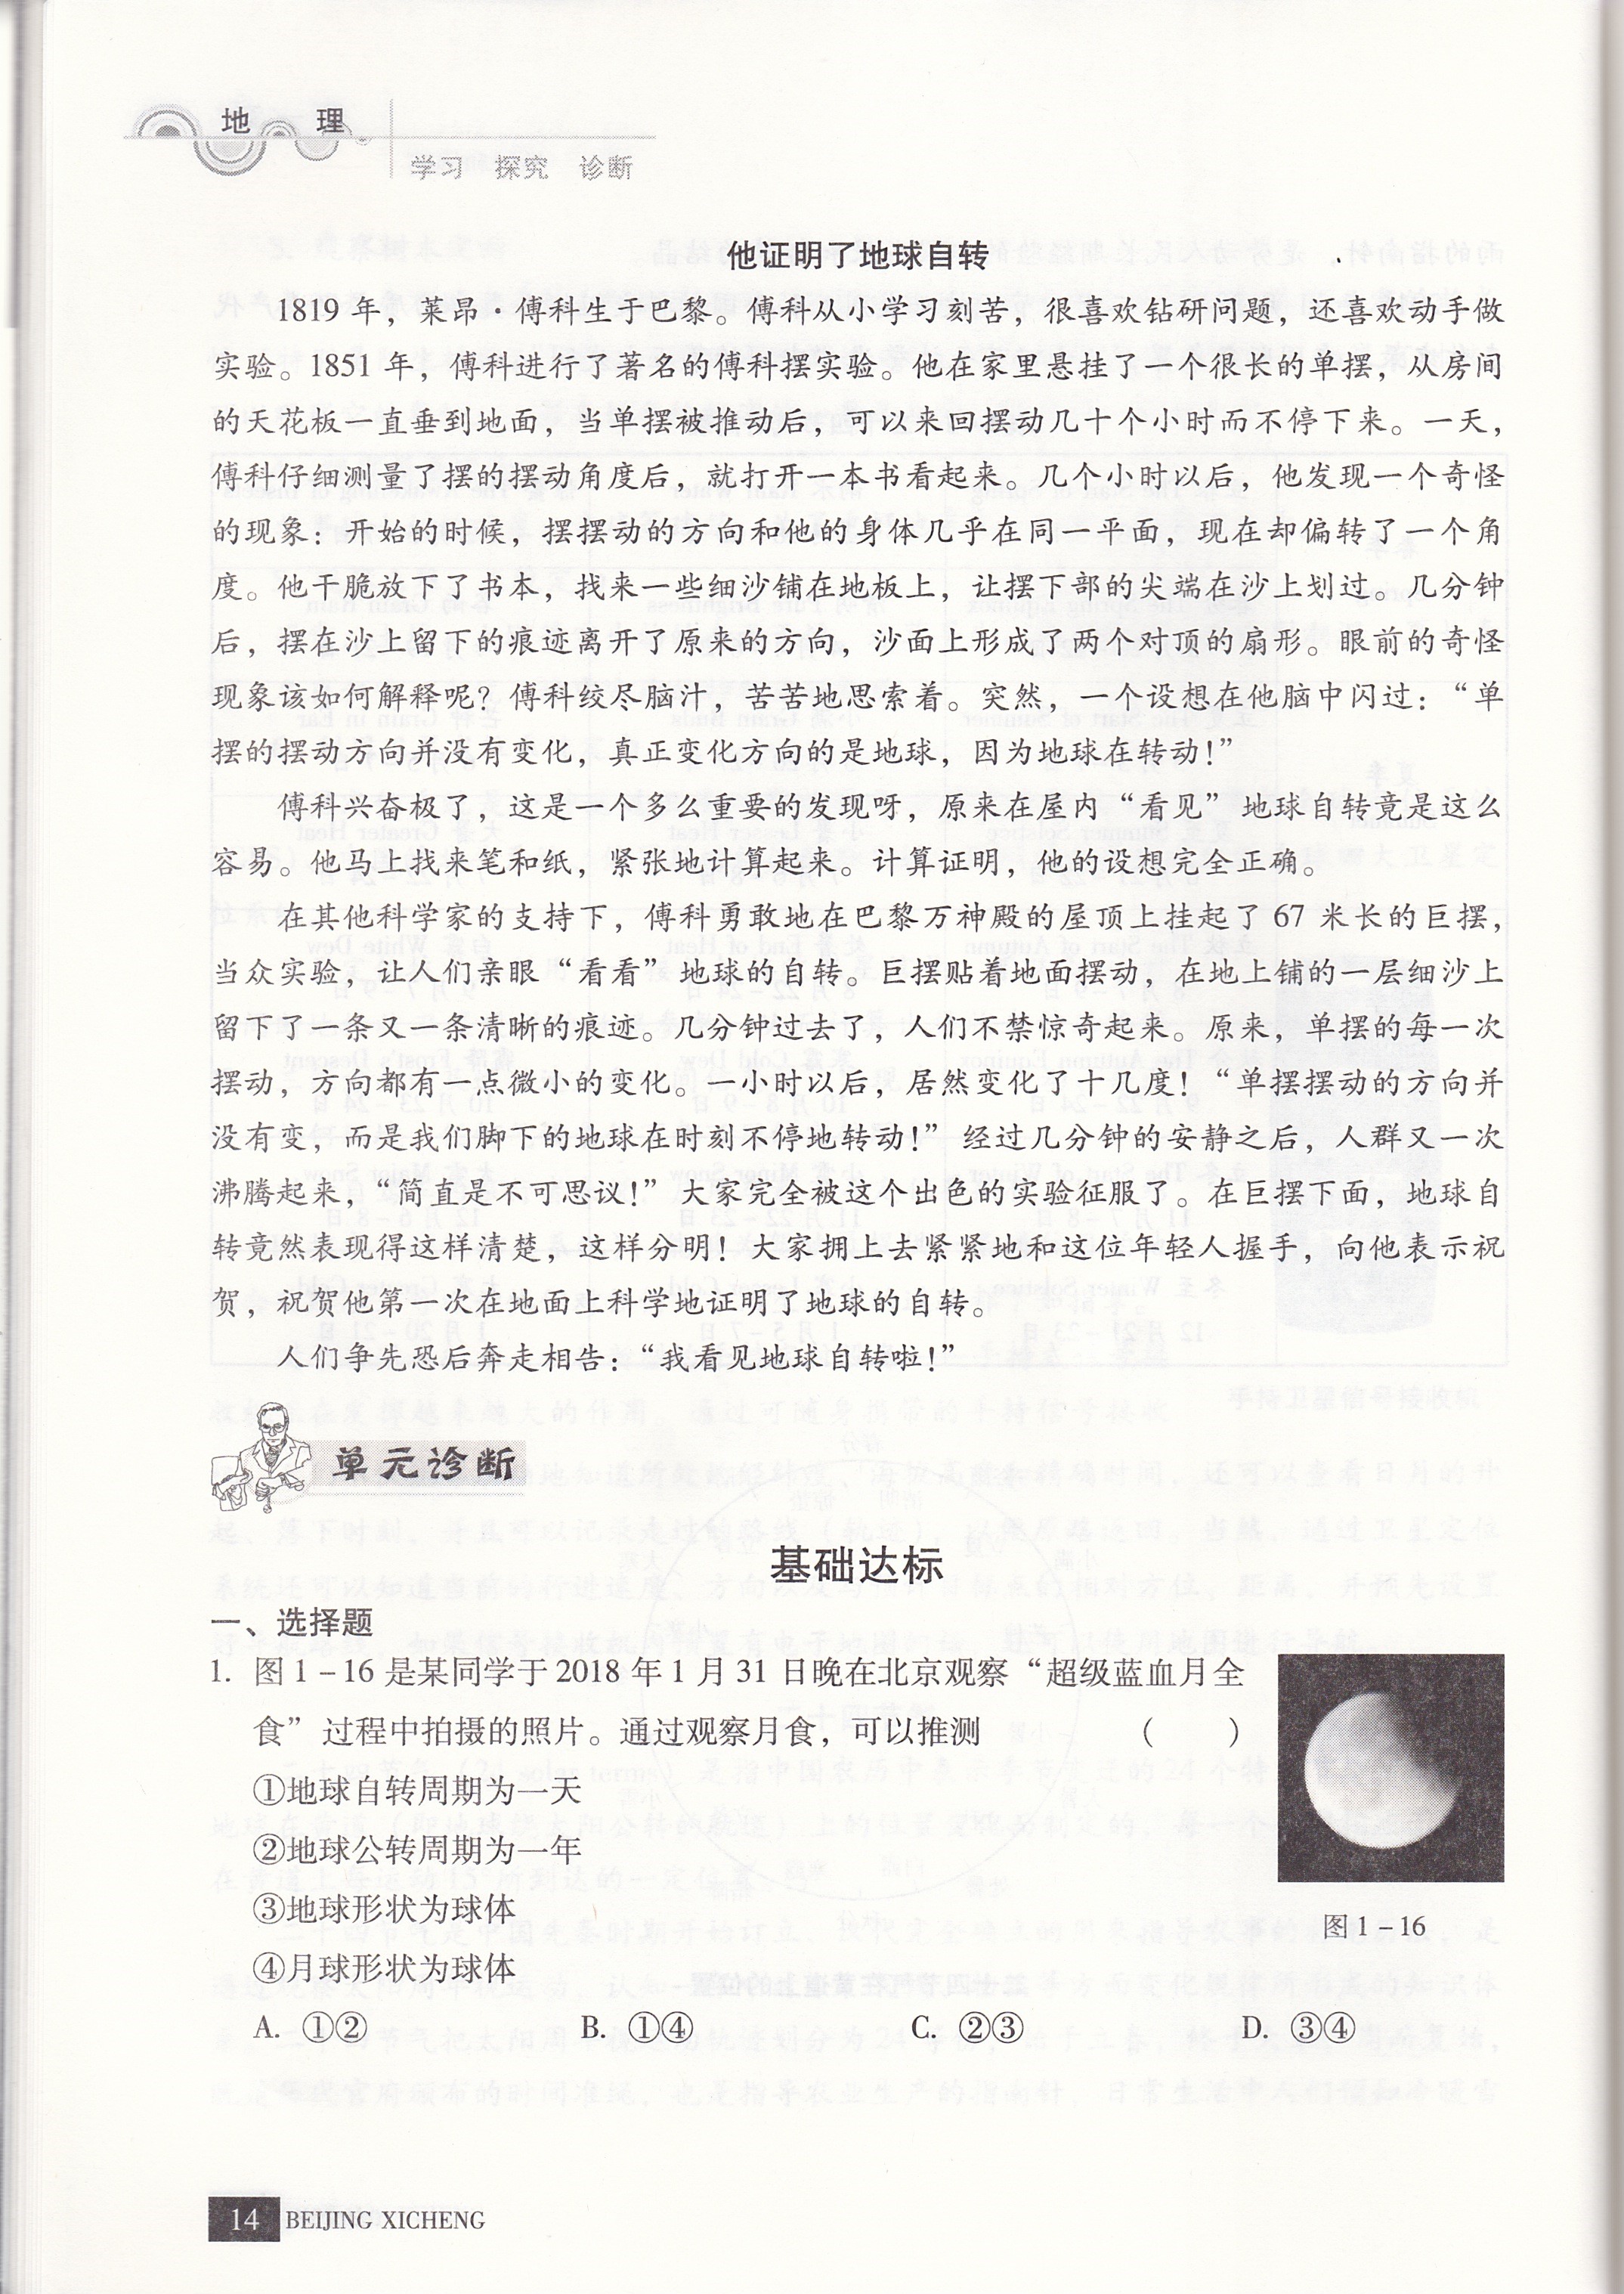 地 理
学习 探究 诊断
他证明了地球自转
1819 年，莱昂·傅科生于巴黎。傅科从小学习刻苦，很喜欢钻研问题，还喜欢动手做
实验。1851 年，傅科进行了著名的傅科摆实验。他在家里悬挂了一个很长的单摆，从房间
的天花板一直垂到地面，当单摆被推动后，可以来回摆动几十个小时而不停下来。一天，
傅科仔细测量了摆的摆动角度后，就打开一本书看起来。几个小时以后，他发现一个奇怪
的现象：开始的时候，摆摆动的方向和他的身体几乎在同一平面，现在却偏转了一个角
度。他干脆放下了书本，找来一些细沙铺在地板上，让摆下部的尖端在沙上划过。几分钟
后，摆在沙上留下的痕迹离开了原来的方向，沙面上形成了两个对顶的扇形。眼前的奇怪
现象该如何解释呢？傅科绞尽脑汁，苦苦地思索着。突然，一个设想在他脑中闪过：“单
摆的摆动方向并没有变化，真正变化方向的是地球，因为地球在转动！”
傅科兴奋极了，这是一个多么重要的发现呀，原来在屋内“看见”地球自转竟是这么
容易。他马上找来笔和纸，紧张地计算起来。计算证明，他的设想完全正确。
在其他科学家的支持下，傅科勇敢地在巴黎万神殿的屋顶上挂起了 67 米长的巨摆，
当众实验，让人们亲眼“看看”地球的自转。巨摆贴着地面摆动，在地上铺的一层细沙上
留下了一条又一条清晰的痕迹。几分钟过去了，人们不禁惊奇起来。原来，单摆的每一次
摆动，方向都有一点微小的变化。一小时以后，居然变化了十几度！“单摆摆动的方向并
没有变，而是我们脚下的地球在时刻不停地转动！”经过几分钟的安静之后，人群又一次
沸腾起来，“简直是不可思议！”大家完全被这个出色的实验征服了。在巨摆下面，地球自
转竟然表现得这样清楚，这样分明！大家拥上去紧紧地和这位年轻人握手，向他表示祝
贺，祝贺他第一次在地面上科学地证明了地球的自转。
人们争先恐后奔走相告：“我看见地球自转啦！”
单元诊断
基础达标
一、选择题
1. 图 1－16 是某同学于 2018 年 1 月 31 日晚在北京观察“超级蓝血月全
食”过程中拍摄的照片。通过观察月食，可以推测 （ ）
①地球自转周期为一天
②地球公转周期为一年
③地球形状为球体
④月球形状为球体
图 1－16
A. ①② B. ①④ C. ②③ D. ③④
14 BEIJING XICHENG